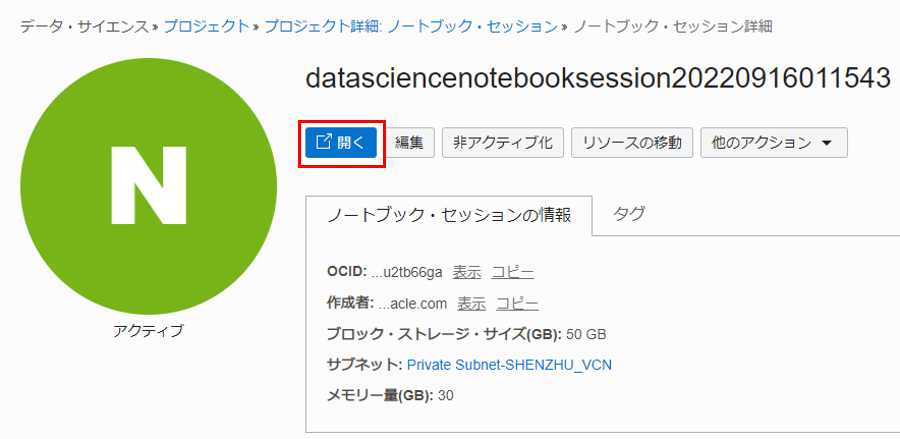 データ・サイエンス » プロジェクト » プロジェクト詳細: ノートブック・セッション » ノートブック・セッション詳細
N
アクティブ
datasciencenotebooksession20220916011543
開く 編集 非アクティブ化 リソースの移動 他のアクション
ノートブック・セッションの情報 タグ
OCID: ...u2tb66ga 表示 コピー
作成者: ...acle.com 表示 コピー
ブロック・ストレージ・サイズ(GB): 50 GB
サブネット: Private Subnet-SHENZHU_VCN
メモリー量(GB): 30